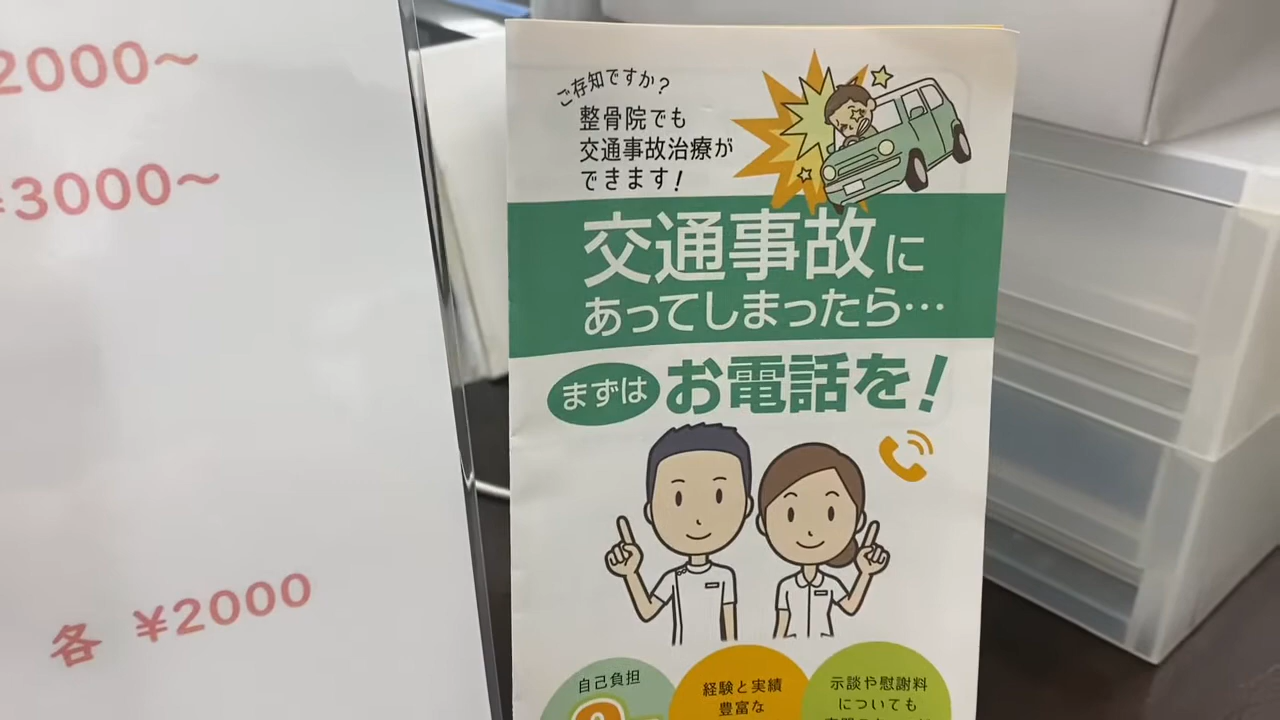 2000～
¥3000～
各 ¥2000
ご存知ですか?
整骨院でも
交通事故治療が
できます!
交通事故に
あってしまったら…
まずは お電話を!
自己負担
経験と実績
豊富な
示談や慰謝料
についても